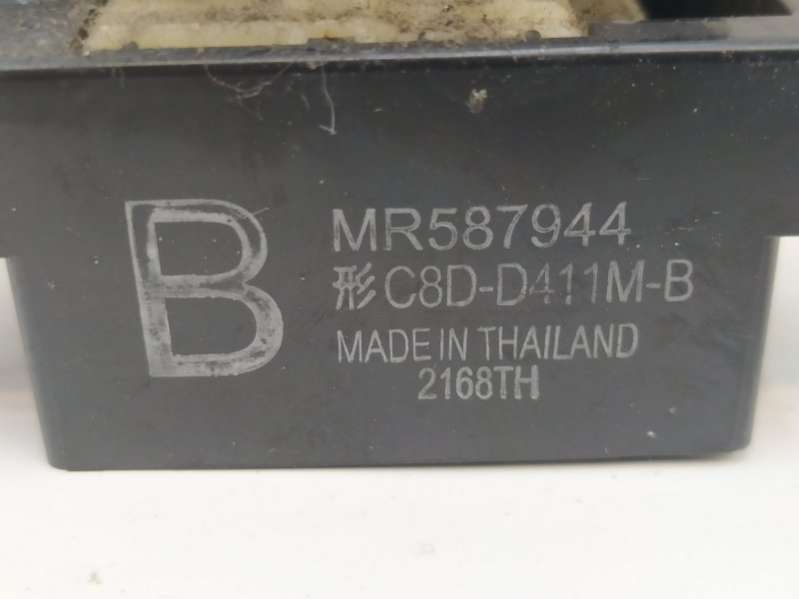 B
MR587944
形C8D-D411M-B
MADE IN THAILAND
2168TH